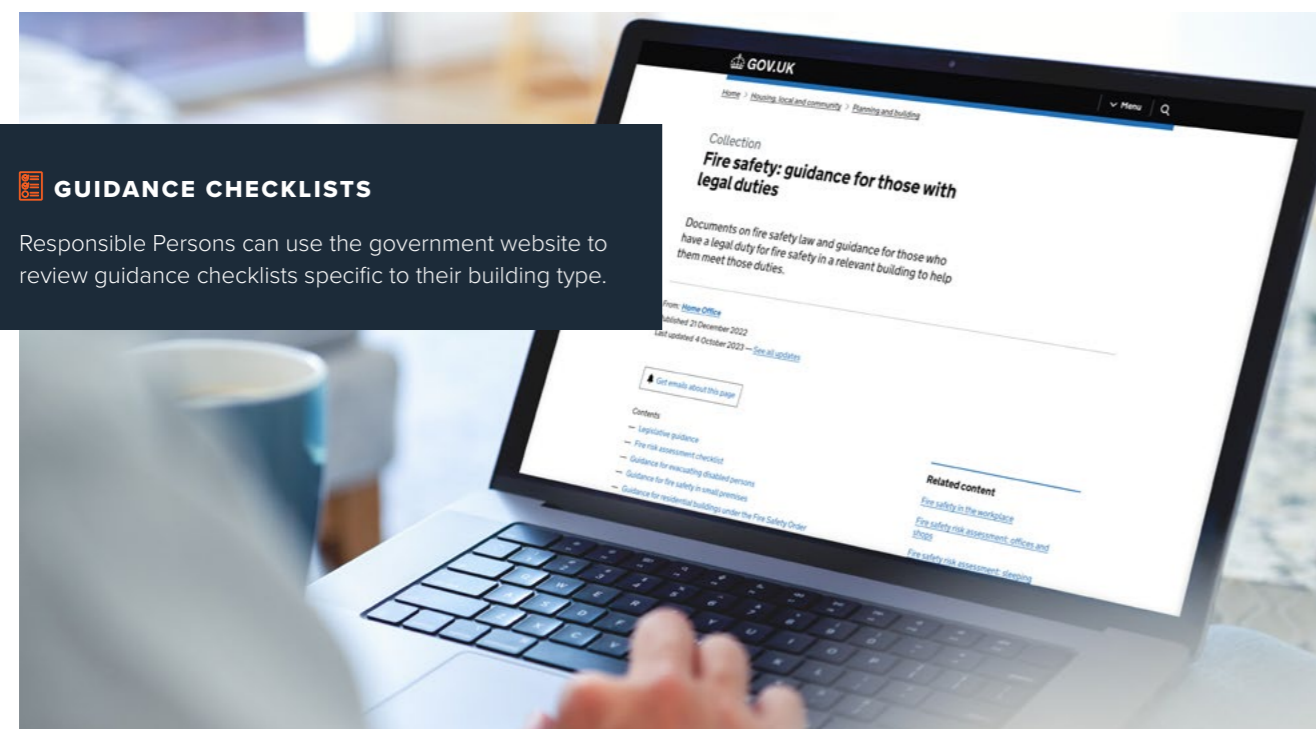 GUIDANCE CHECKLISTS
Responsible Persons can use the government website to
review guidance checklists specific to their building type.
GOV.UK
Menu
Home > Housing, local and community > Planning and building
Collection
Fire safety: guidance for those with
legal duties
Documents on fire safety law and guidance for those who
have a legal duty for fire safety in a relevant building to help
them meet those duties.
From: Home Office
Published 21 December 2022
Last updated 4 October 2023 — See all updates
Get emails about this page
Contents
— Legislative guidance
— Fire risk assessment checklist
— Guidance for evacuating disabled persons
— Guidance for fire safety in small premises
— Guidance for residential buildings under the Fire Safety Order
Related content
Fire safety in the workplace
Fire safety risk assessment: offices and
shops
Fire safety risk assessment: sleeping